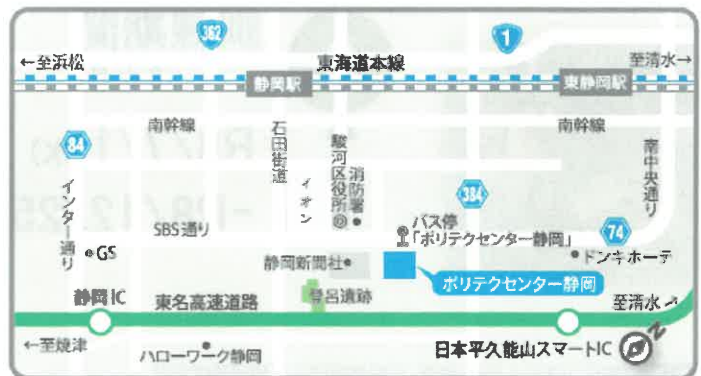 362
1
←至浜松
東海道本線
至清水→
静岡駅
東静岡駅
84
南幹線
石田街道
駿河区役所◎
消防署
南幹線
南中央通り
インター通り
イオン
384
SBS通り
GS
バス停
「ポリテクセンター静岡」
74
ドンキホーテ
静岡新聞社
ポリテクセンター静岡
静岡IC
東名高速道路
登呂遺跡
至清水
←至焼津
ハローワーク静岡
日本平久能山スマートIC
N